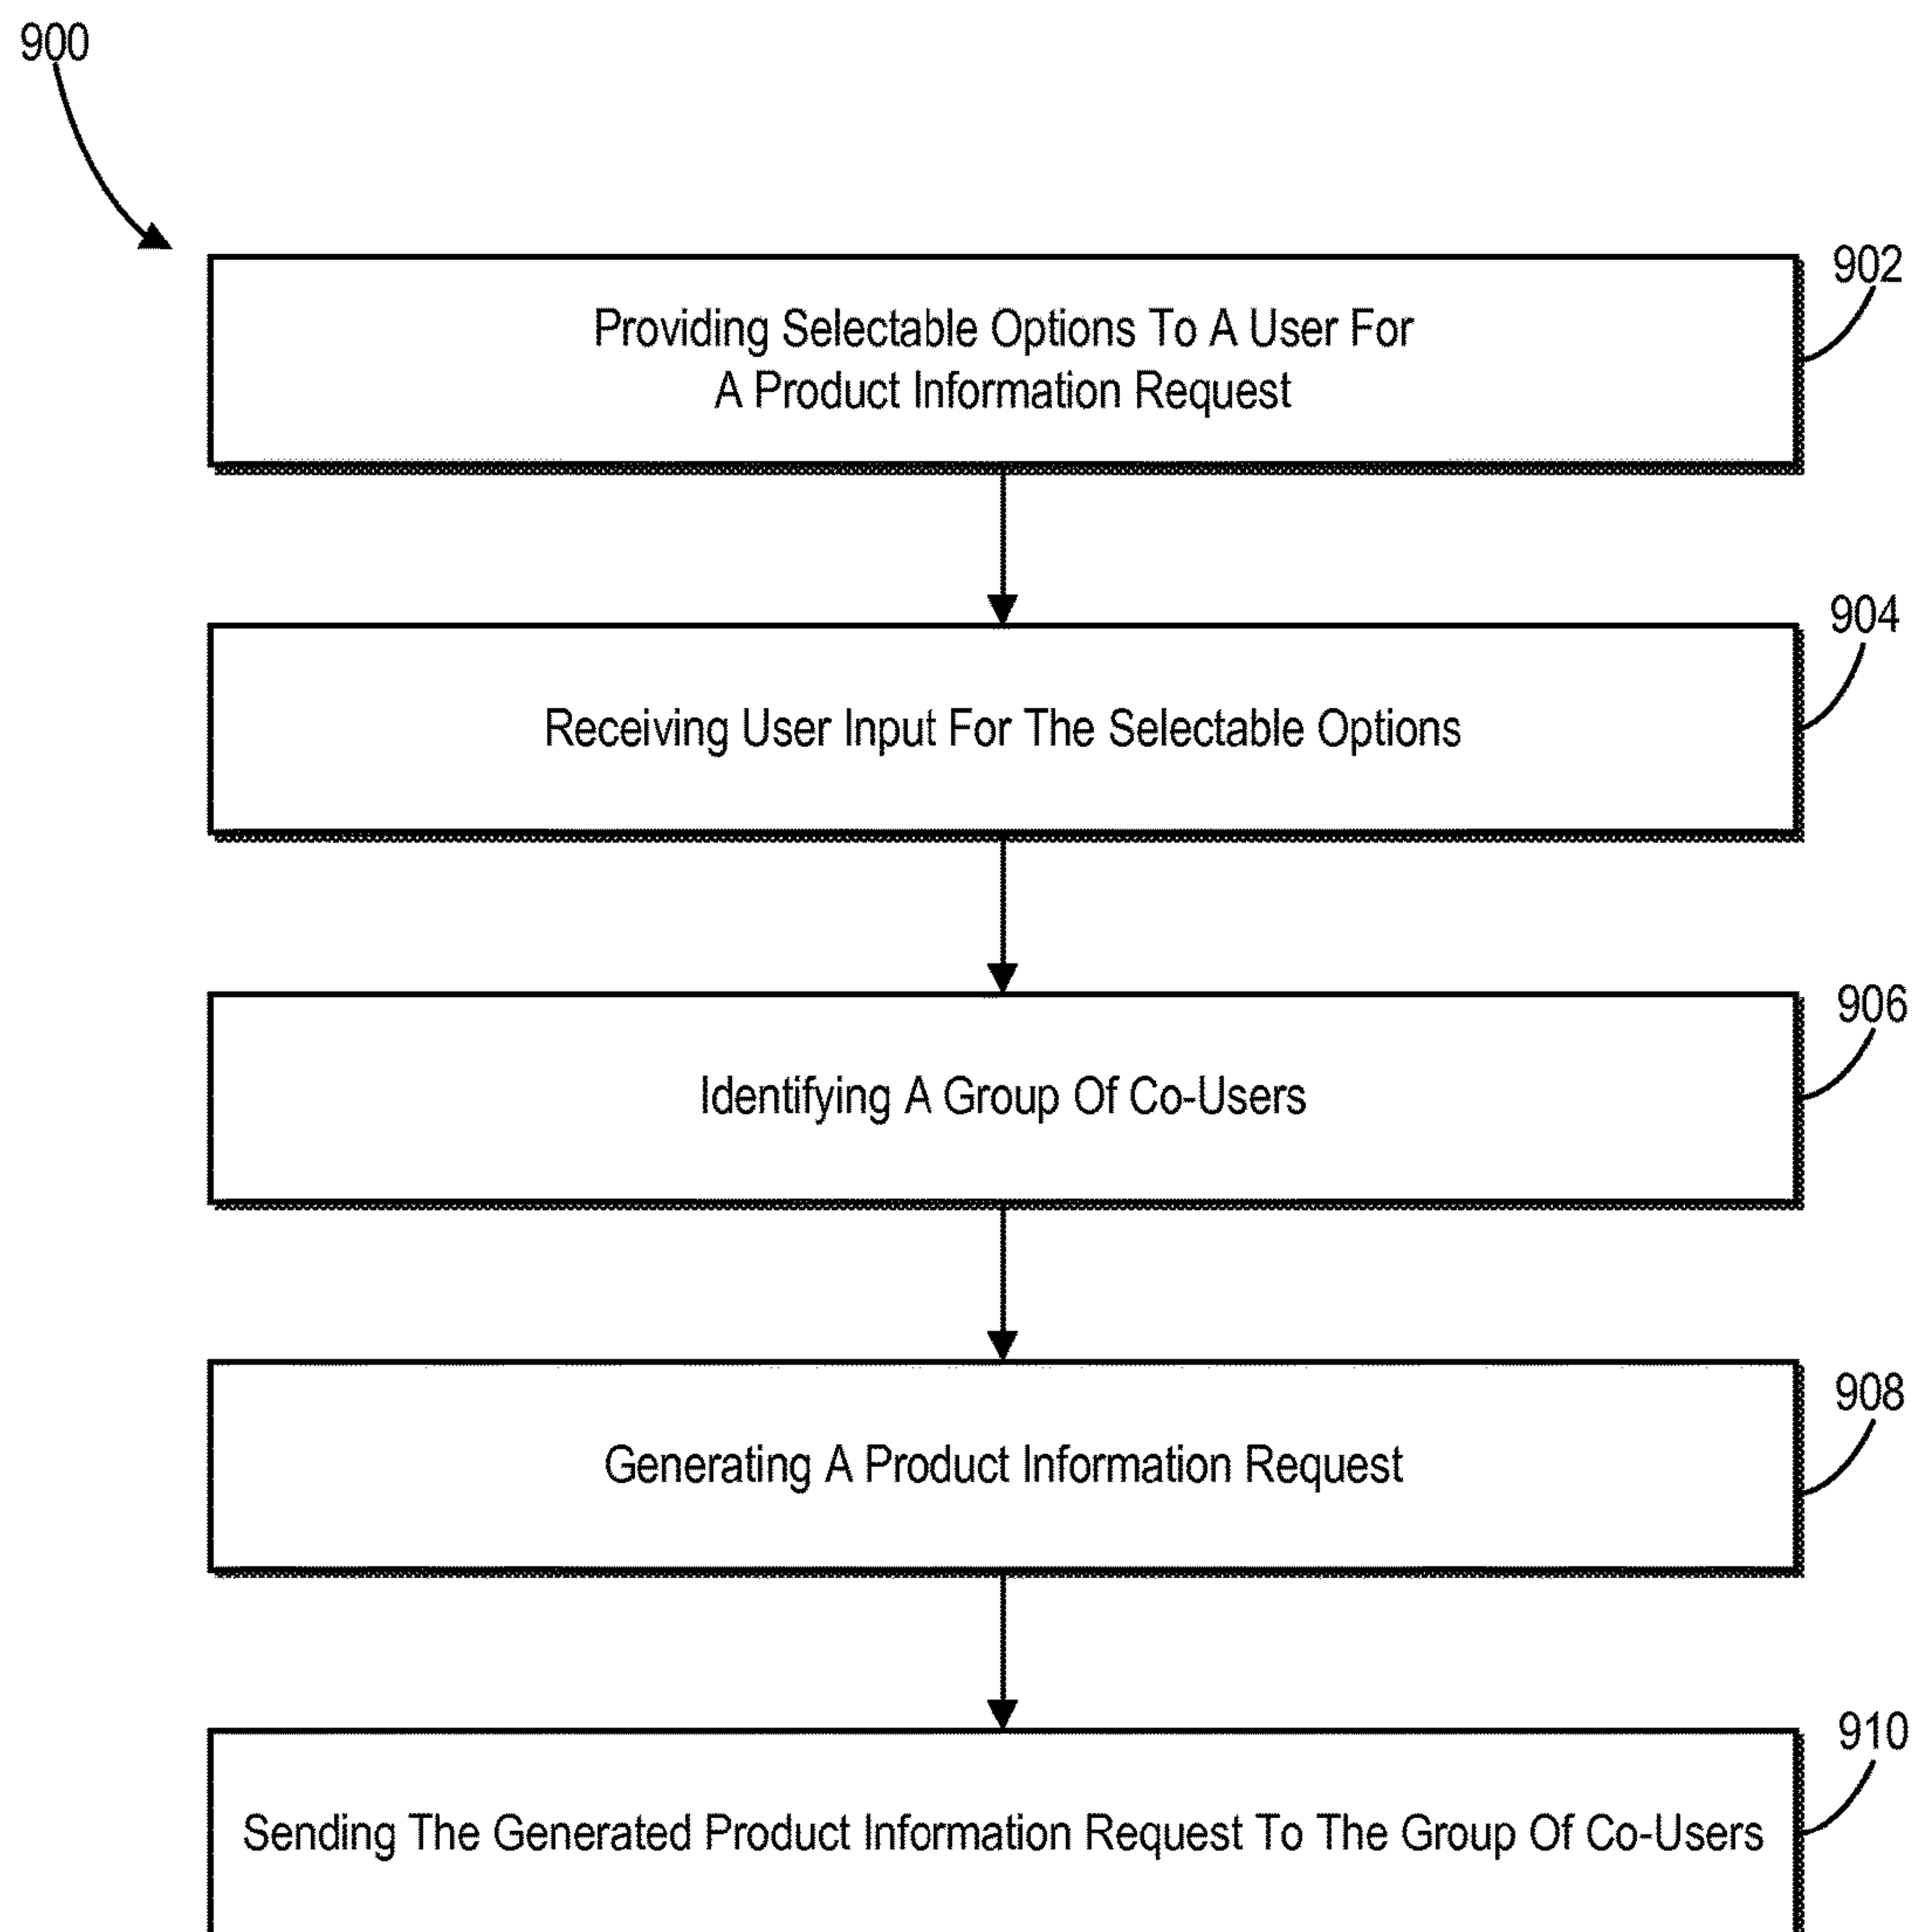 900
902
Providing Selectable Options To A User For
A Product Information Request
904
Receiving User Input For The Selectable Options
906
Identifying A Group Of Co-Users
908
Generating A Product Information Request
910
Sending The Generated Product Information Request To The Group Of Co-Users